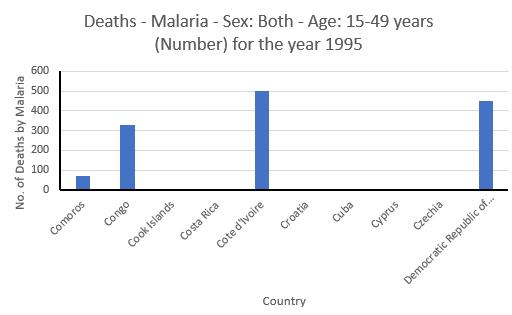 Deaths - Malaria - Sex: Both - Age: 15-49 years
(Number) for the year 1995
No. of Deaths by Malaria
600
500
400
300
200
100
0
Comoros
Congo
Cook Islands
Costa Rica
Cote d'Ivoire
Croatia
Cuba
Cyprus
Czechia
Democratic Republic of...
Country